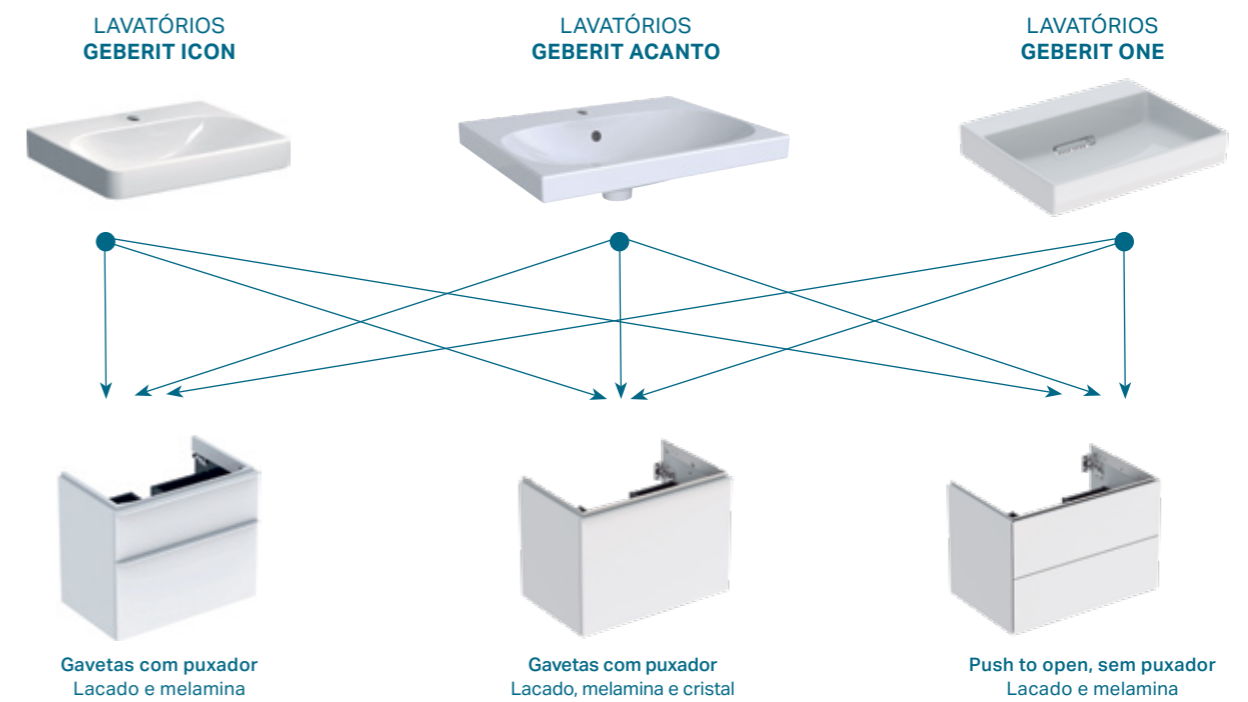 LAVATÓRIOS
GEBERIT ICON
LAVATÓRIOS
GEBERIT ACANTO
LAVATÓRIOS
GEBERIT ONE
Gavetas com puxador
Lacado e melamina
Gavetas com puxador
Lacado, melamina e cristal
Push to open, sem puxador
Lacado e melamina